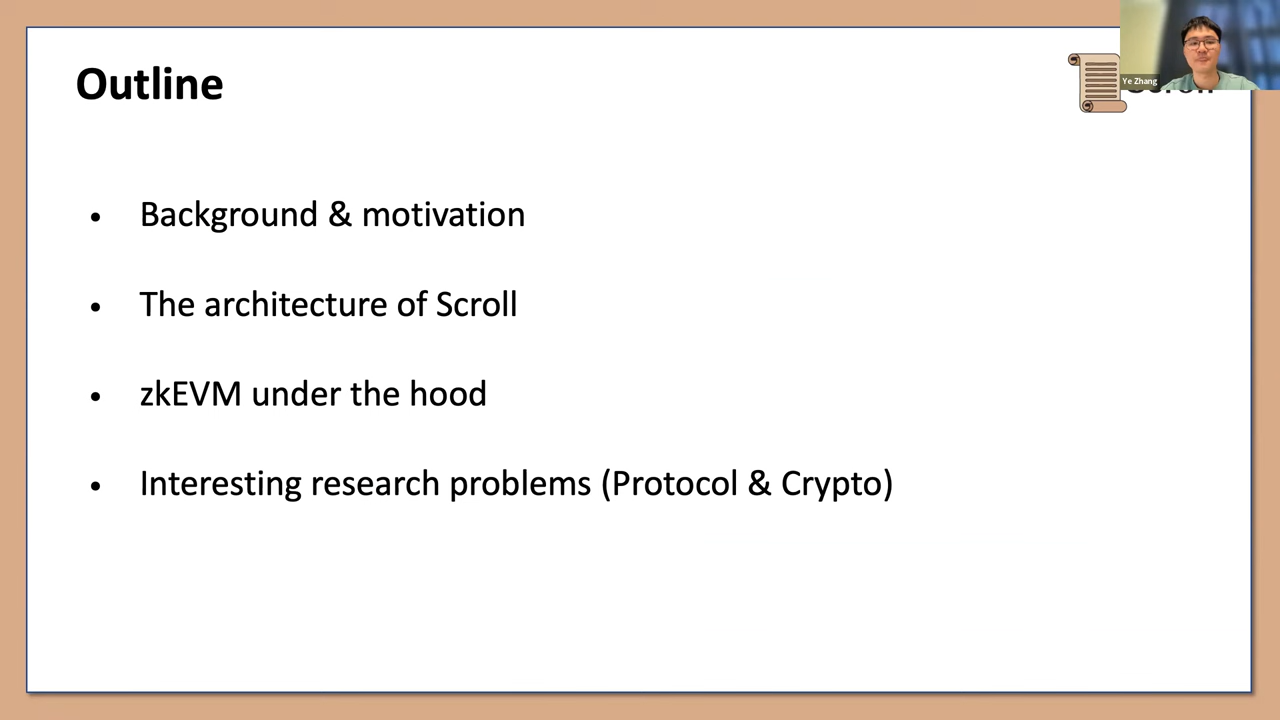 Outline
Ye Zhang
• Background & motivation
• The architecture of Scroll
• zkEVM under the hood
• Interesting research problems (Protocol & Crypto)